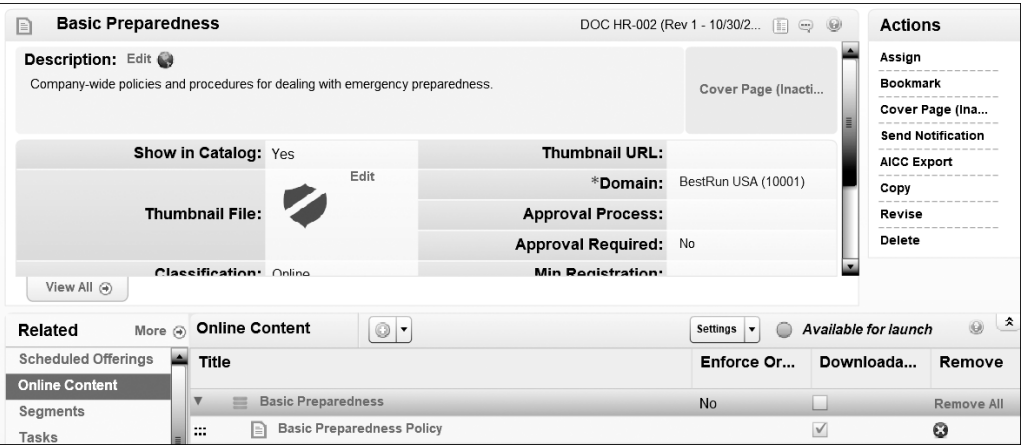 Basic Preparedness
DOC HR-002 (Rev 1 - 10/30/2...
Description: Edit
Company-wide policies and procedures for dealing with emergency preparedness.
Cover Page (Inacti...
Show in Catalog: Yes
Thumbnail URL:
Thumbnail File:
Edit
*Domain: BestRun USA (10001)
Approval Process:
Approval Required: No
Classification: Online
Min Registration:
View All
Actions
Assign
Bookmark
Cover Page (Ina...
Send Notification
AICC Export
Copy
Revise
Delete
Related More
Scheduled Offerings
Online Content
Segments
Tasks
Online Content
Settings
Available for launch
Title Enforce Or... Downloada... Remove
Basic Preparedness No Remove All
Basic Preparedness Policy